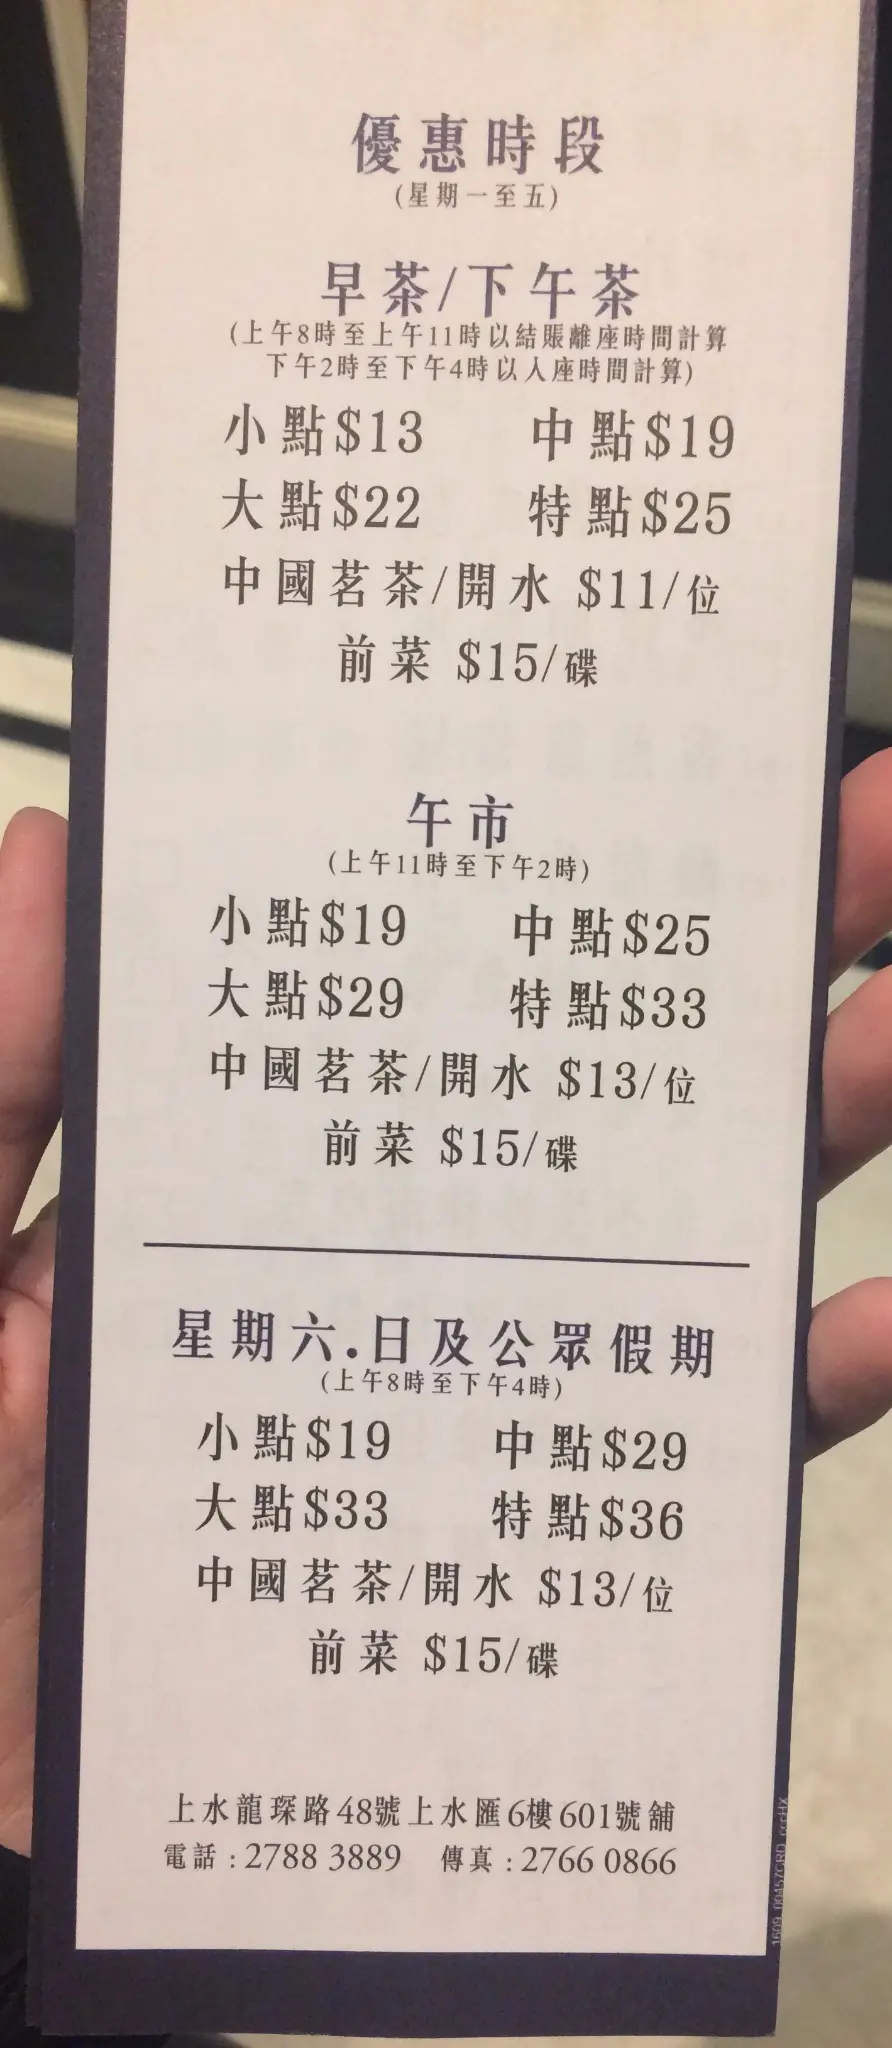 優惠時段
(星期一至五)
早茶/下午茶
(上午8時至上午11時以結賬離座時間計算
下午2時至下午4時以入座時間計算)
小點$13 中點$19
大點$22 特點$25
中國茗茶/開水 $11/位
前菜 $15/碟
午市
(上午11時至下午2時)
小點$19 中點$25
大點$29 特點$33
中國茗茶/開水 $13/位
前菜 $15/碟
星期六.日及公眾假期
(上午8時至下午4時)
小點$19 中點$29
大點$33 特點$36
中國茗茶/開水 $13/位
前菜 $15/碟
上水龍琛路48號上水匯6樓601號舖
電話:2788 3889 傳真:2766 0866